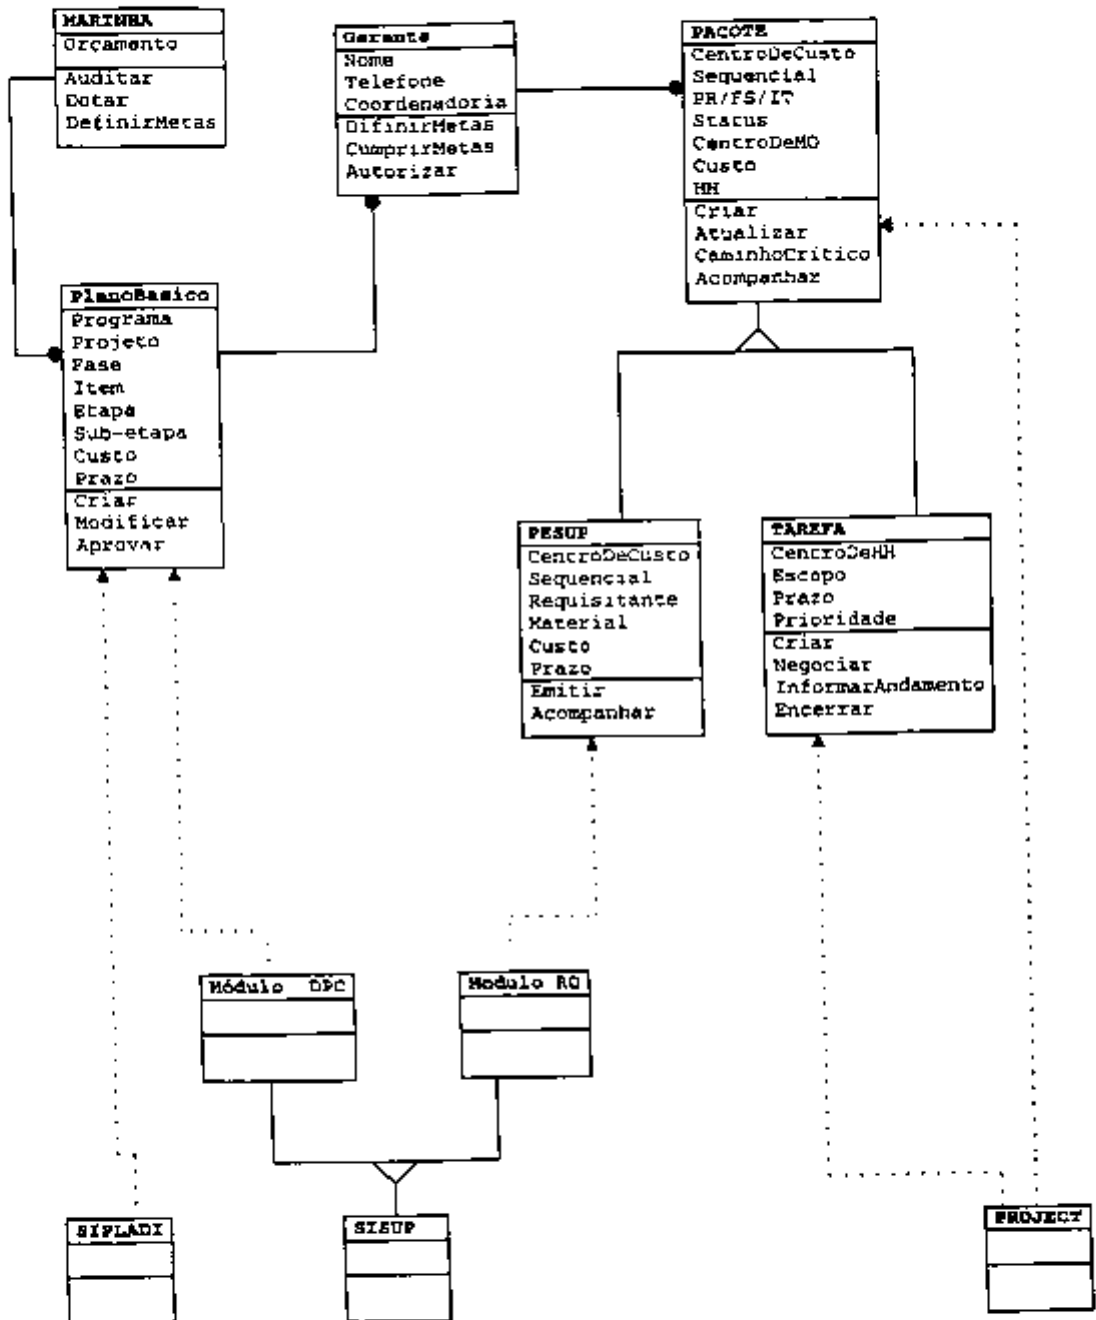 MARINHA
Orçamento
Auditar
Dotar
DefinirMetas
Gerente
Nome
Telefone
Coordenadoria
DifinirMetas
CumprirMetas
Autorizar
PACOTE
CentroDeCusto
Sequencial
PR/FS/IT
Status
CentroDeMO
Custo
HH
Criar
Atualizar
CaminhoCrítico
Acompanhar
PlanoBasico
Programa
Projeto
Fase
Item
Etapa
Sub-etapa
Custo
Prazo
Criar
Modificar
Aprovar
PESUP
CentroDeCusto
Sequencial
Requisitante
Material
Custo
Prazo
Emitir
Acompanhar
TAREFA
CentroDeHH
Escopo
Prazo
Prioridade
Criar
Negociar
InformarAndamento
Encerrar
Módulo
Modulo
SIPLADI
SISUP
PROJECT